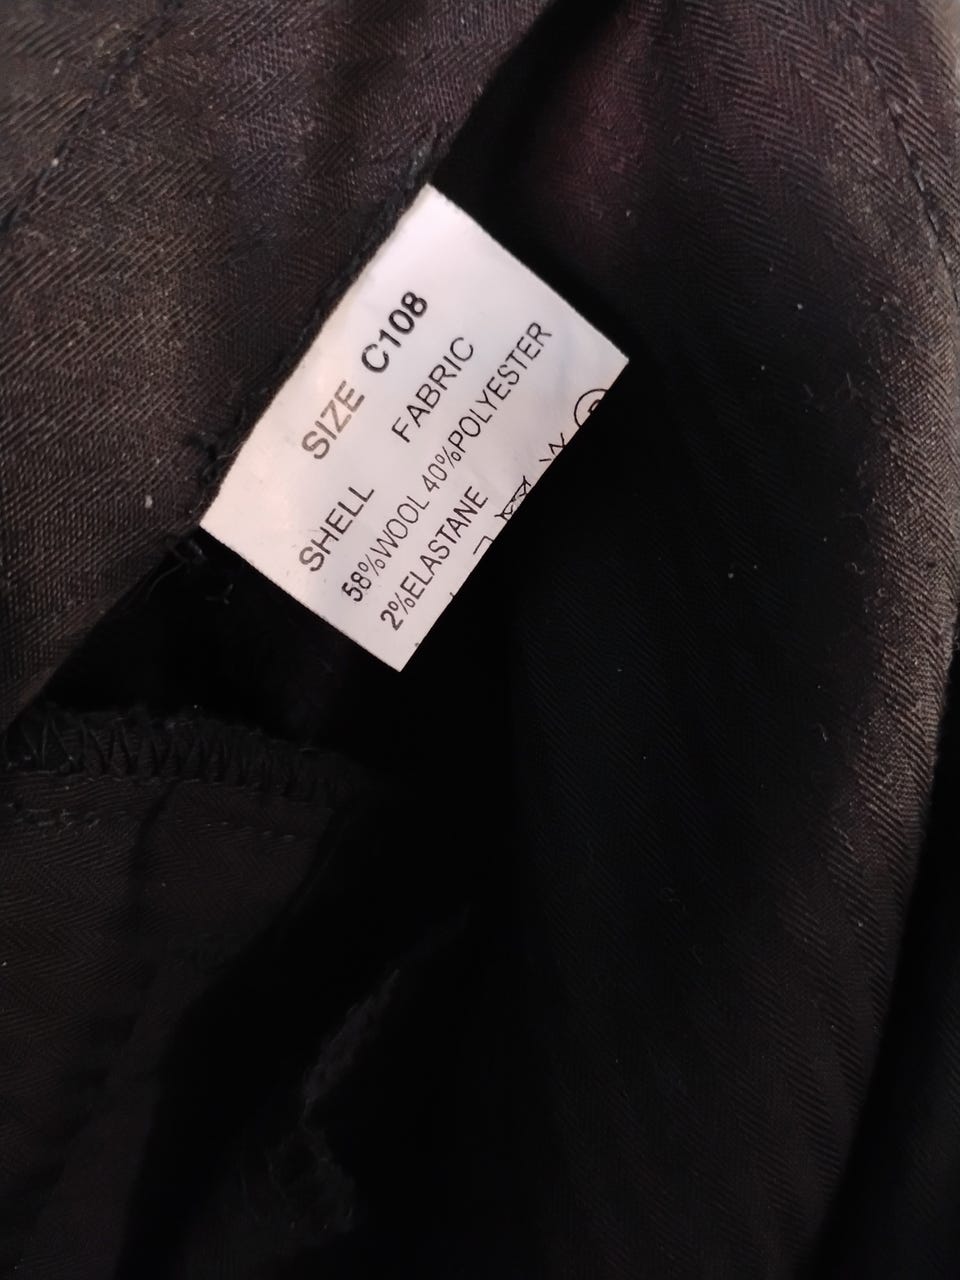 SIZE C108
SHELL FABRIC
58%WOOL 40%POLYESTER
2%ELASTANE